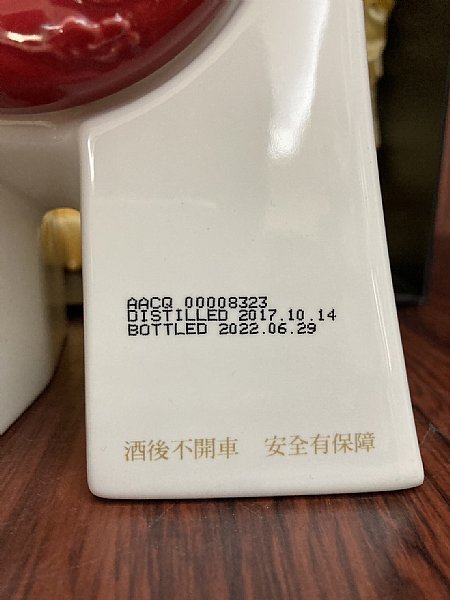 AACQ 00008323
DISTILLED 2017.10.14
BOTTLED 2022.06.29
酒後不開車　安全有保障